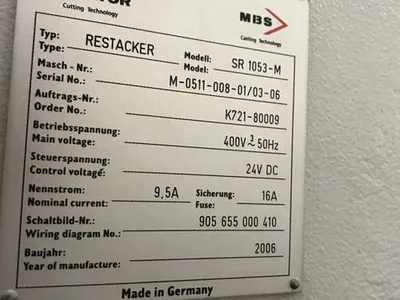 Cutting Technology
MBS
Casting Technology
Typ: RESTACKER Modell: SR 1053-M
Type: Model:
Masch - Nr.: M-0511-008-01/03-06
Serial No.:
Auftrags-Nr.: K721-80009
Order No.:
Betriebsspannung: 400V 3~ 50Hz
Main voltage:
Steuerspannung: 24V DC
Control voltage:
Nennstrom: 9,5A Sicherung: 16A
Nominal current: Fuse:
Schaltbild-Nr.: 905 655 000 410
Wiring diagram No.:
Baujahr: 2006
Year of manufacture:
Made in Germany